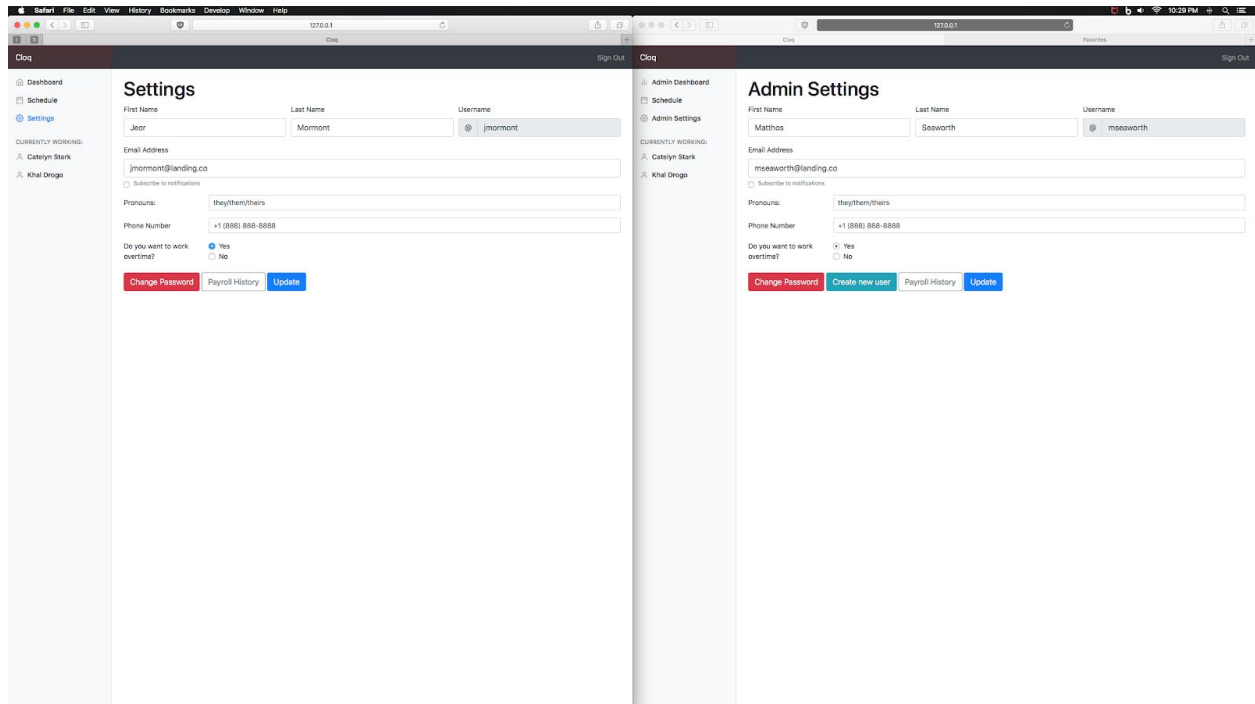 Safari File Edit View History Bookmarks Develop Window Help 10:29 PM
127.0.0.1
Cloq
Cloq Sign Out
Dashboard
Schedule
Settings
CURRENTLY WORKING:
Catelyn Stark
Khal Drogo
Settings
First Name Last Name Username
Jeor Mormont @ jmormont
Email Address
jmormont@landing.co
Subscribe to notifications
Pronouns: they/them/theirs
Phone Number +1 (888) 888-8888
Do you want to work Yes
overtime? No
Change Password Payroll History Update
127.0.0.1
Cloq Favorites
Cloq Sign Out
Admin Dashboard
Schedule
Admin Settings
CURRENTLY WORKING:
Catelyn Stark
Khal Drogo
Admin Settings
First Name Last Name Username
Matthos Seaworth @ mseaworth
Email Address
mseaworth@landing.co
Subscribe to notifications
Pronouns: they/them/theirs
Phone Number +1 (888) 888-8888
Do you want to work Yes
overtime? No
Change Password Create new user Payroll History Update